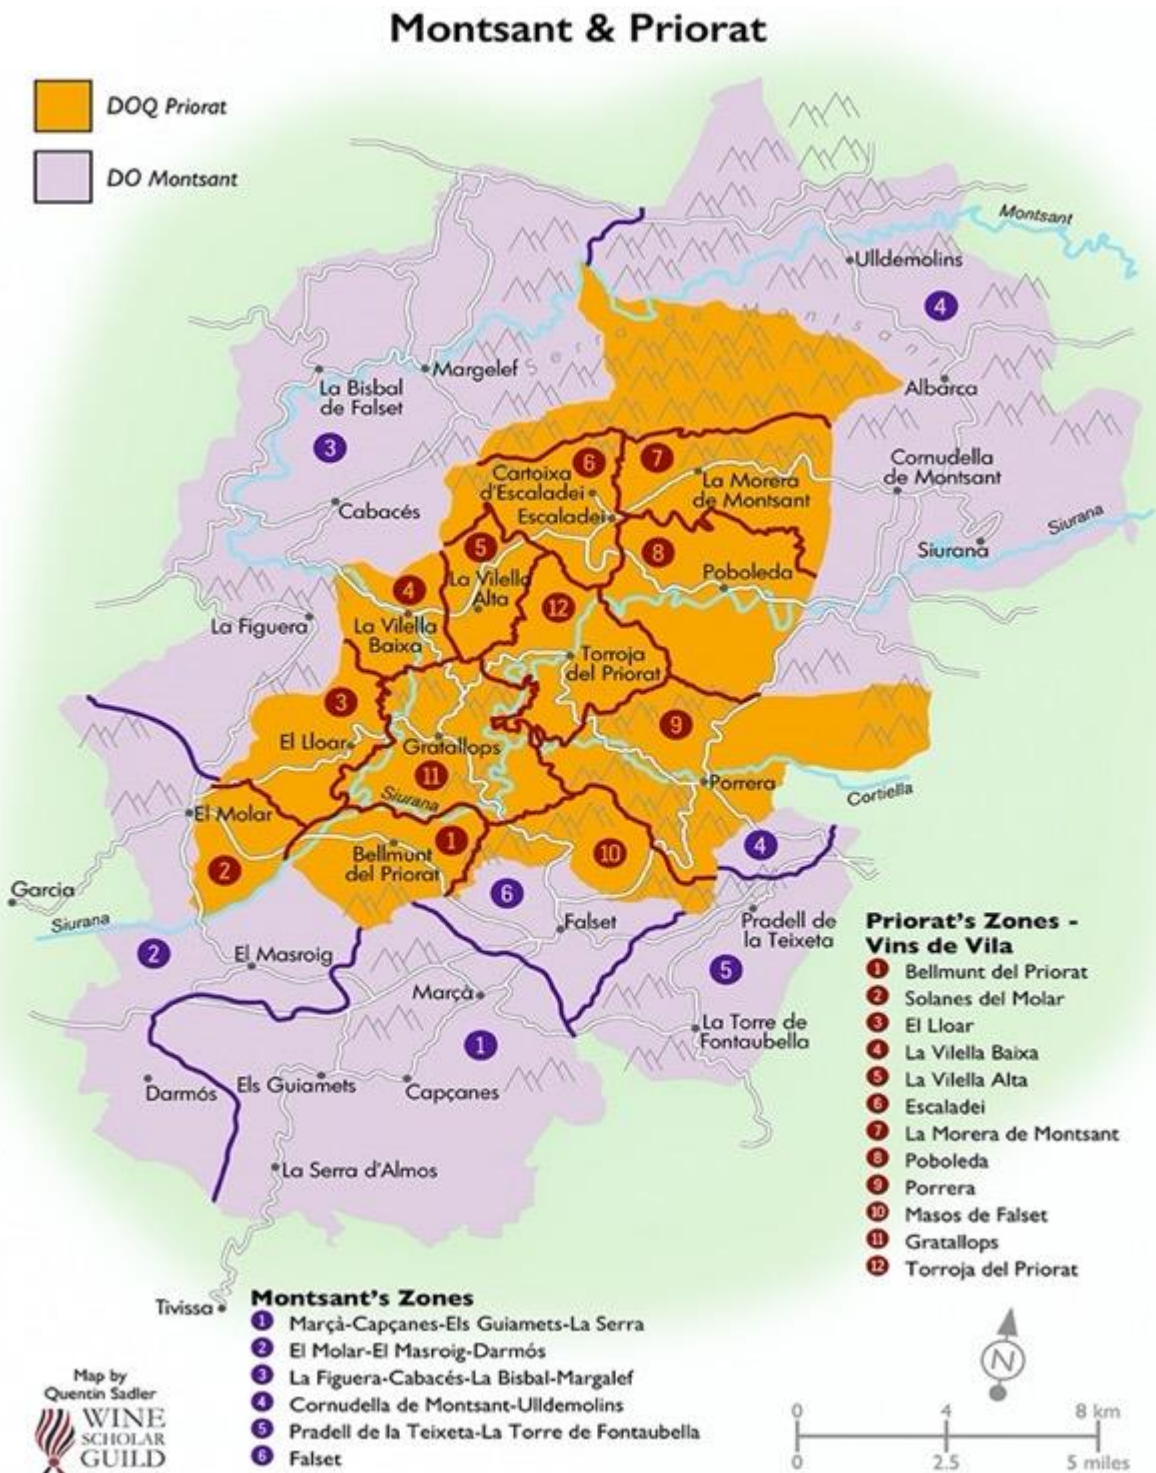 Montsant & Priorat
DOQ Priorat
DO Montsant
Montsant
Ulldemolins
4
Serra de Montsant
Margelef
La Bisbal
de Falset
Albarca
3
Cornudella
de Montsant
6
7
Cartoixa
d'Escaladei
La Morera
de Montsant
Cabacés
Escaladei
Siurana
Siurana
5
8
La Vilella
Alta
Poboleda
4
12
La Figuera
La Vilella
Baixa
Torroja
del Priorat
3
9
El Lloar
Gratallops
11
Porrera
Siurana
Cortiella
El Molar
1
4
Bellmunt
del Priorat
10
2
Garcia
6
Siurana
Falset
Pradell de
la Teixeta
2
El Masroig
5
Marçà
La Torre de
Fontaubella
1
Darmós
Els Guiamets
Capçanes
La Serra d'Almos
Tivissa
Priorat's Zones -
Vins de Vila
1 Bellmunt del Priorat
2 Solanes del Molar
3 El Lloar
4 La Vilella Baixa
5 La Vilella Alta
6 Escaladei
7 La Morera de Montsant
8 Poboleda
9 Porrera
10 Masos de Falset
11 Gratallops
12 Torroja del Priorat
Montsant's Zones
1 Marçà-Capçanes-Els Guiamets-La Serra
2 El Molar-El Masroig-Darmós
3 La Figuera-Cabacés-La Bisbal-Margalef
4 Cornudella de Montsant-Ulldemolins
5 Pradell de la Teixeta-La Torre de Fontaubella
6 Falset
Map by
Quentin Sadler
WINE
SCHOLAR
GUILD
N
0 4 8 km
0 2.5 5 miles